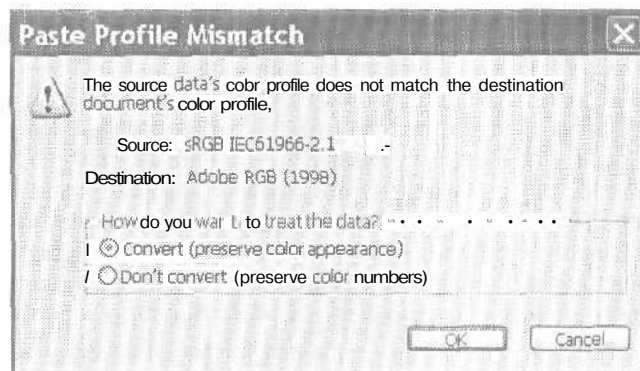 Paste Profile Mismatch
The source data's cobr profile does not match the destination
document's color profile,
Source: sRGB IEC61966-2.1
Destination: Adobe RGB (1998)
How do you war t to treat the data?
Convert (preserve color appearance)
Don't convert (preserve color numbers)
OK Cancel